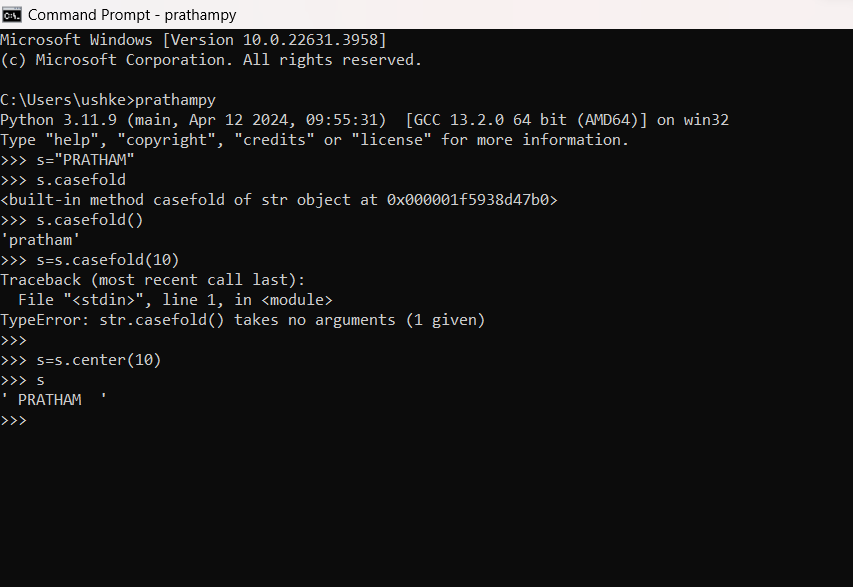 Command Prompt - prathampy
Microsoft Windows [Version 10.0.22631.3958]
(c) Microsoft Corporation. All rights reserved.
C:\Users\ushke>prathampy
Python 3.11.9 (main, Apr 12 2024, 09:55:31)  [GCC 13.2.0 64 bit (AMD64)] on win32
Type "help", "copyright", "credits" or "license" for more information.
>>> s="PRATHAM"
>>> s.casefold
<built-in method casefold of str object at 0x000001f5938d47b0>
>>> s.casefold()
'pratham'
>>> s=s.casefold(10)
Traceback (most recent call last):
  File "<stdin>", line 1, in <module>
TypeError: str.casefold() takes no arguments (1 given)
>>>
>>> s=s.center(10)
>>> s
' PRATHAM  '
>>>